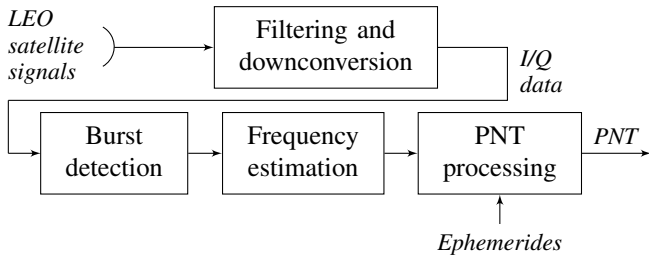 LEO
satellite
signals
Filtering and
downconversion
I/Q
data
Burst
detection
Frequency
estimation
PNT
processing
PNT
Ephemerides